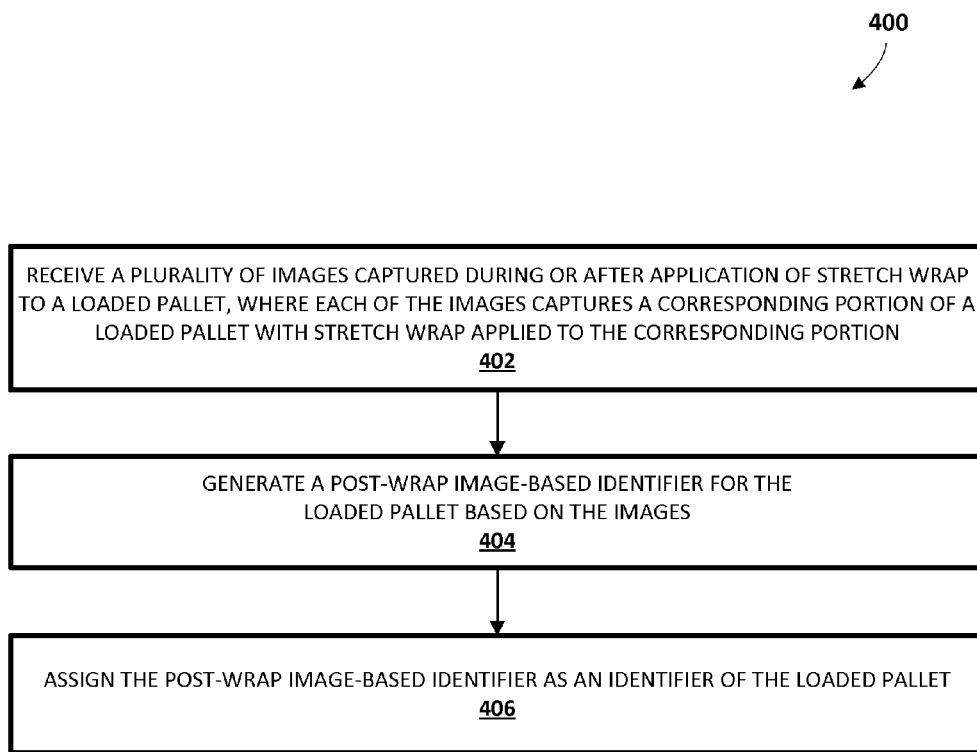 400
RECEIVE A PLURALITY OF IMAGES CAPTURED DURING OR AFTER APPLICATION OF STRETCH WRAP
TO A LOADED PALLET, WHERE EACH OF THE IMAGES CAPTURES A CORRESPONDING PORTION OF A
LOADED PALLET WITH STRETCH WRAP APPLIED TO THE CORRESPONDING PORTION
402
GENERATE A POST-WRAP IMAGE-BASED IDENTIFIER FOR THE
LOADED PALLET BASED ON THE IMAGES
404
ASSIGN THE POST-WRAP IMAGE-BASED IDENTIFIER AS AN IDENTIFIER OF THE LOADED PALLET
406